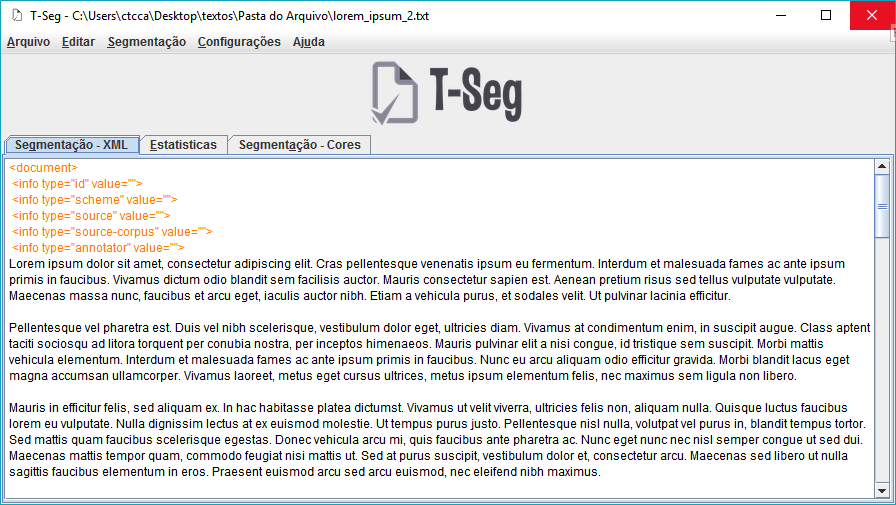 T-Seg - C:\Users\ctcca\Desktop\textos\Pasta do Arquivo\lorem_ipsum_2.txt
Arquivo Editar Segmentação Configurações Ajuda
T-Seg
Segmentação - XML Estatisticas Segmentação - Cores
<document>
<info type="id" value="">
<info type="scheme" value="">
<info type="source" value="">
<info type="source-corpus" value="">
<info type="annotator" value="">
Lorem ipsum dolor sit amet, consectetur adipiscing elit. Cras pellentesque venenatis ipsum eu fermentum. Interdum et malesuada fames ac ante ipsum
primis in faucibus. Vivamus dictum odio blandit sem facilisis auctor. Mauris consectetur sapien est. Aenean pretium risus sed tellus vulputate vulputate.
Maecenas massa nunc, faucibus et arcu eget, iaculis auctor nibh. Etiam a vehicula purus, et sodales velit. Ut pulvinar lacinia efficitur.
Pellentesque vel pharetra est. Duis vel nibh scelerisque, vestibulum dolor eget, ultricies diam. Vivamus at condimentum enim, in suscipit augue. Class aptent
taciti sociosqu ad litora torquent per conubia nostra, per inceptos himenaeos. Mauris pulvinar elit a nisi congue, id tristique sem suscipit. Morbi mattis
vehicula elementum. Interdum et malesuada fames ac ante ipsum primis in faucibus. Nunc eu arcu aliquam odio efficitur gravida. Morbi blandit lacus eget
magna accumsan ullamcorper. Vivamus laoreet, metus eget cursus ultrices, metus ipsum elementum felis, nec maximus sem ligula non libero.
Mauris in efficitur felis, sed aliquam ex. In hac habitasse platea dictumst. Vivamus ut velit viverra, ultricies felis non, aliquam nulla. Quisque luctus faucibus
lorem eu vulputate. Nulla dignissim lectus at ex euismod molestie. Ut tempus purus justo. Pellentesque nisl nulla, volutpat vel purus in, blandit tempus tortor.
Sed mattis quam faucibus scelerisque egestas. Donec vehicula arcu mi, quis faucibus ante pharetra ac. Nunc eget nunc nec nisl semper congue ut sed dui.
Maecenas mattis tempor quam, commodo feugiat nisi mattis ut. Sed at purus suscipit, vestibulum dolor et, consectetur arcu. Maecenas sed libero ut nulla
sagittis faucibus elementum in eros. Praesent euismod arcu sed arcu euismod, nec eleifend nibh maximus.